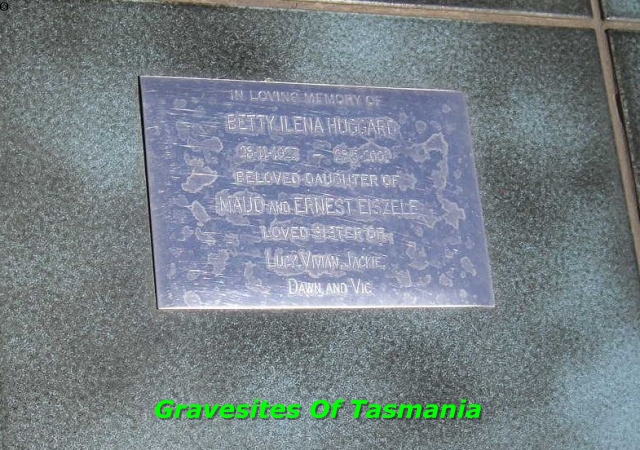 IN LOVING MEMORY OF
BETTY ILENA HUGGARD
BELOVED DAUGHTER OF
MAUD AND ERNEST EISZELE
LOVED SISTER OF
LUCY, VIVIAN, JACKIE,
DAWN, AND VIC
Gravesites Of Tasmania